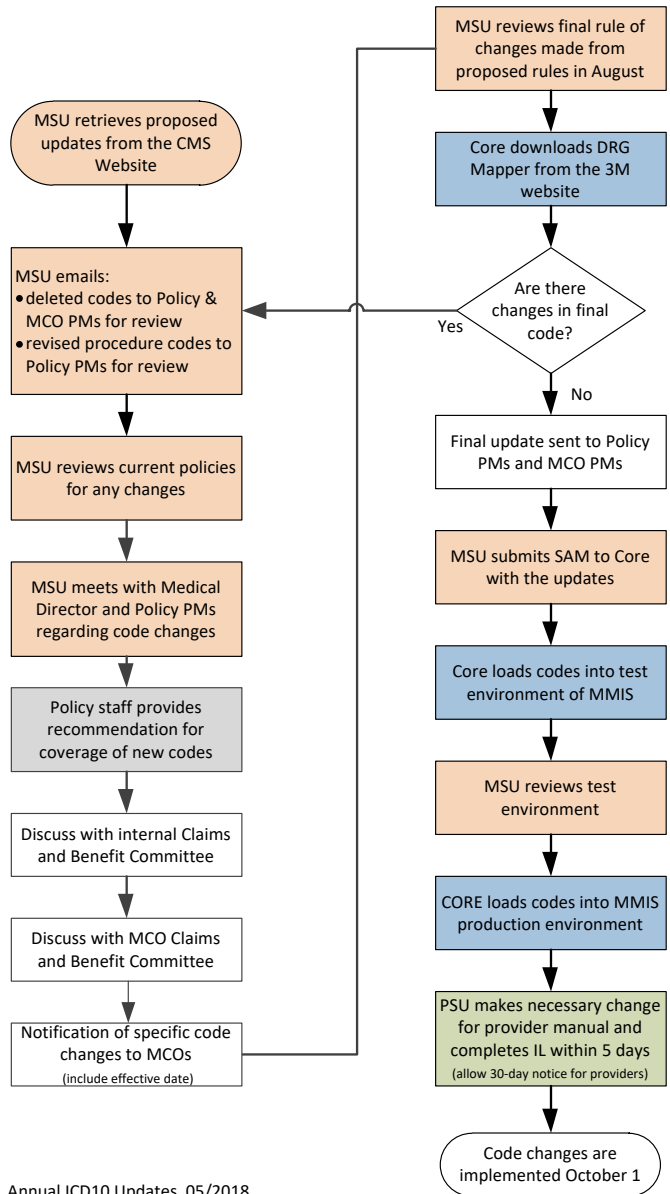 MSU retrieves proposed
updates from the CMS
Website
MSU emails:
•deleted codes to Policy &
MCO PMs for review
•revised procedure codes to
Policy PMs for review
MSU reviews current policies
for any changes
MSU meets with Medical
Director and Policy PMs
regarding code changes
Policy staff provides
recommendation for
coverage of new codes
Discuss with internal Claims
and Benefit Committee
Discuss with MCO Claims
and Benefit Committee
Notification of specific code
changes to MCOs
(include effective date)
MSU reviews final rule of
changes made from
proposed rules in August
Core downloads DRG
Mapper from the 3M
website
Are there
changes in final
code?
Yes
No
Final update sent to Policy
PMs and MCO PMs
MSU submits SAM to Core
with the updates
Core loads codes into test
environment of MMIS
MSU reviews test
environment
CORE loads codes into MMIS
production environment
PSU makes necessary change
for provider manual and
completes IL within 5 days
(allow 30-day notice for providers)
Code changes are
implemented October 1
Annual ICD10 Updates_05/2018